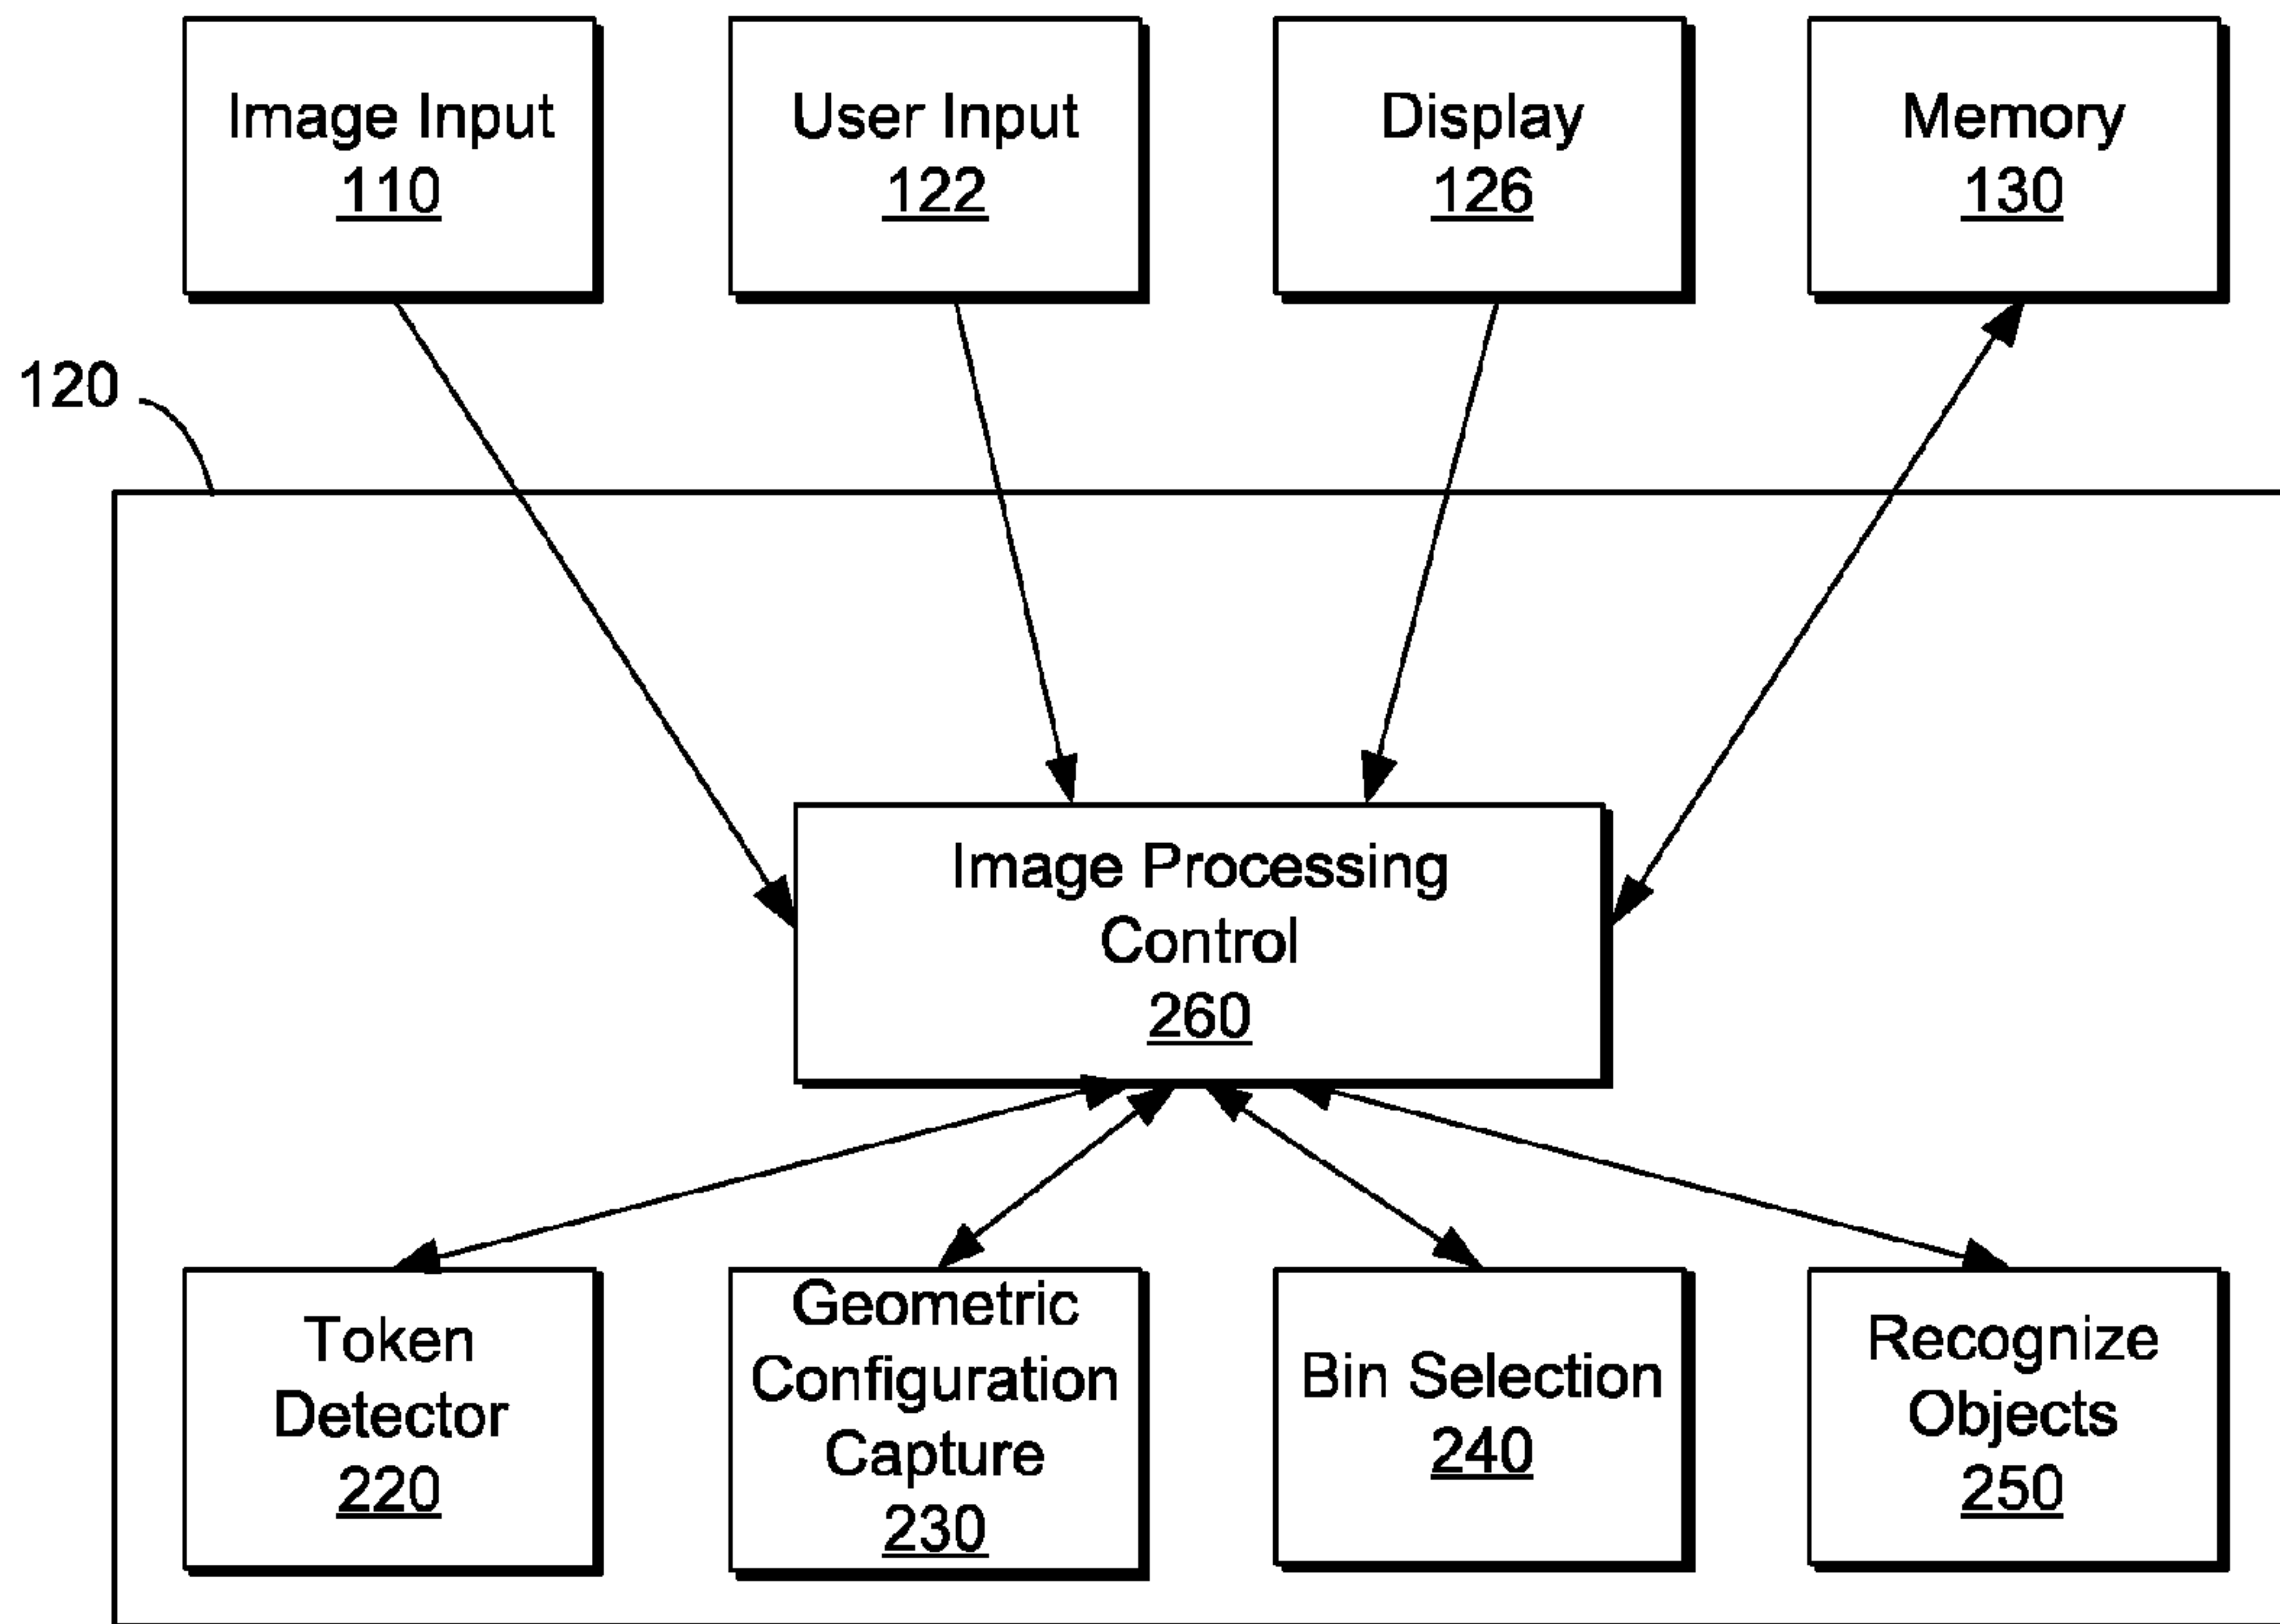 Image Input
110
User Input
122
Display
126
Memory
130
120
Image Processing
Control
260
Token
Detector
220
Geometric
Configuration
Capture
230
Bin Selection
240
Recognize
Objects
250